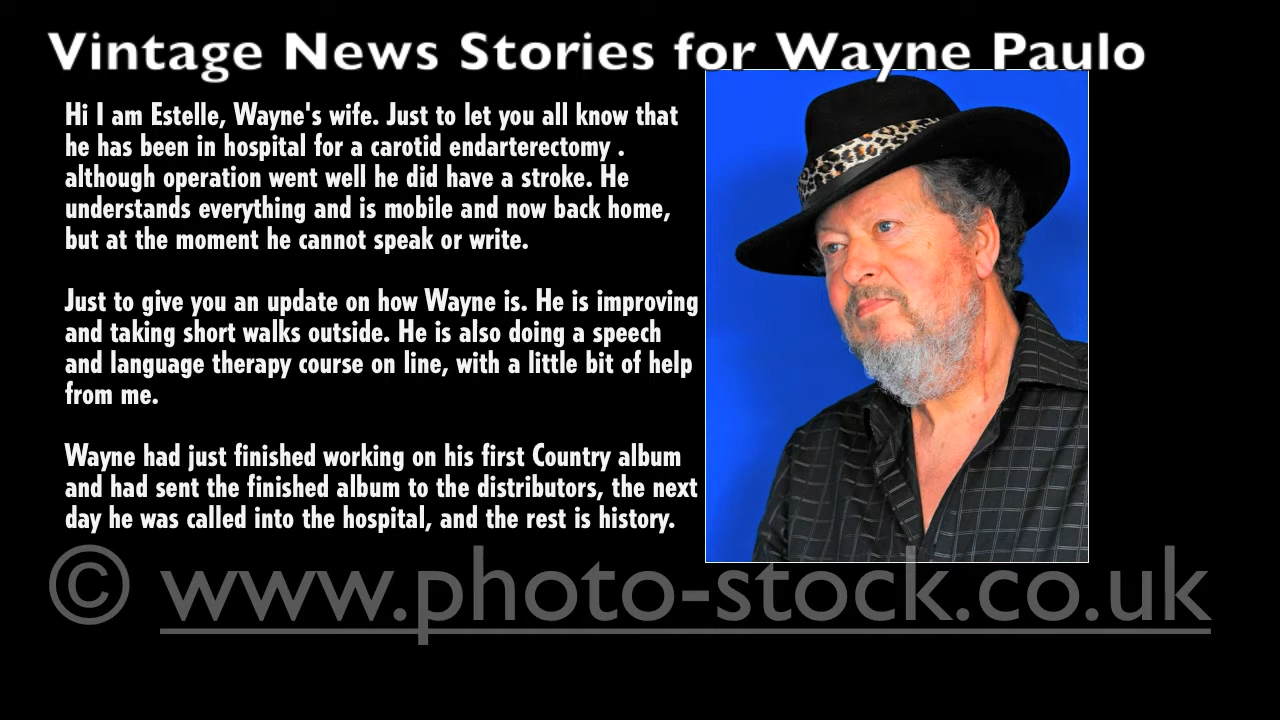 Vintage News Stories for Wayne Paulo
Hi I am Estelle, Wayne's wife. Just to let you all know that
he has been in hospital for a carotid endarterectomy .
although operation went well he did have a stroke. He
understands everything and is mobile and now back home,
but at the moment he cannot speak or write.
Just to give you an update on how Wayne is. He is improving
and taking short walks outside. He is also doing a speech
and language therapy course on line, with a little bit of help
from me.
Wayne had just finished working on his first Country album
and had sent the finished album to the distributors, the next
day he was called into the hospital, and the rest is history.
© www.photo-stock.co.uk